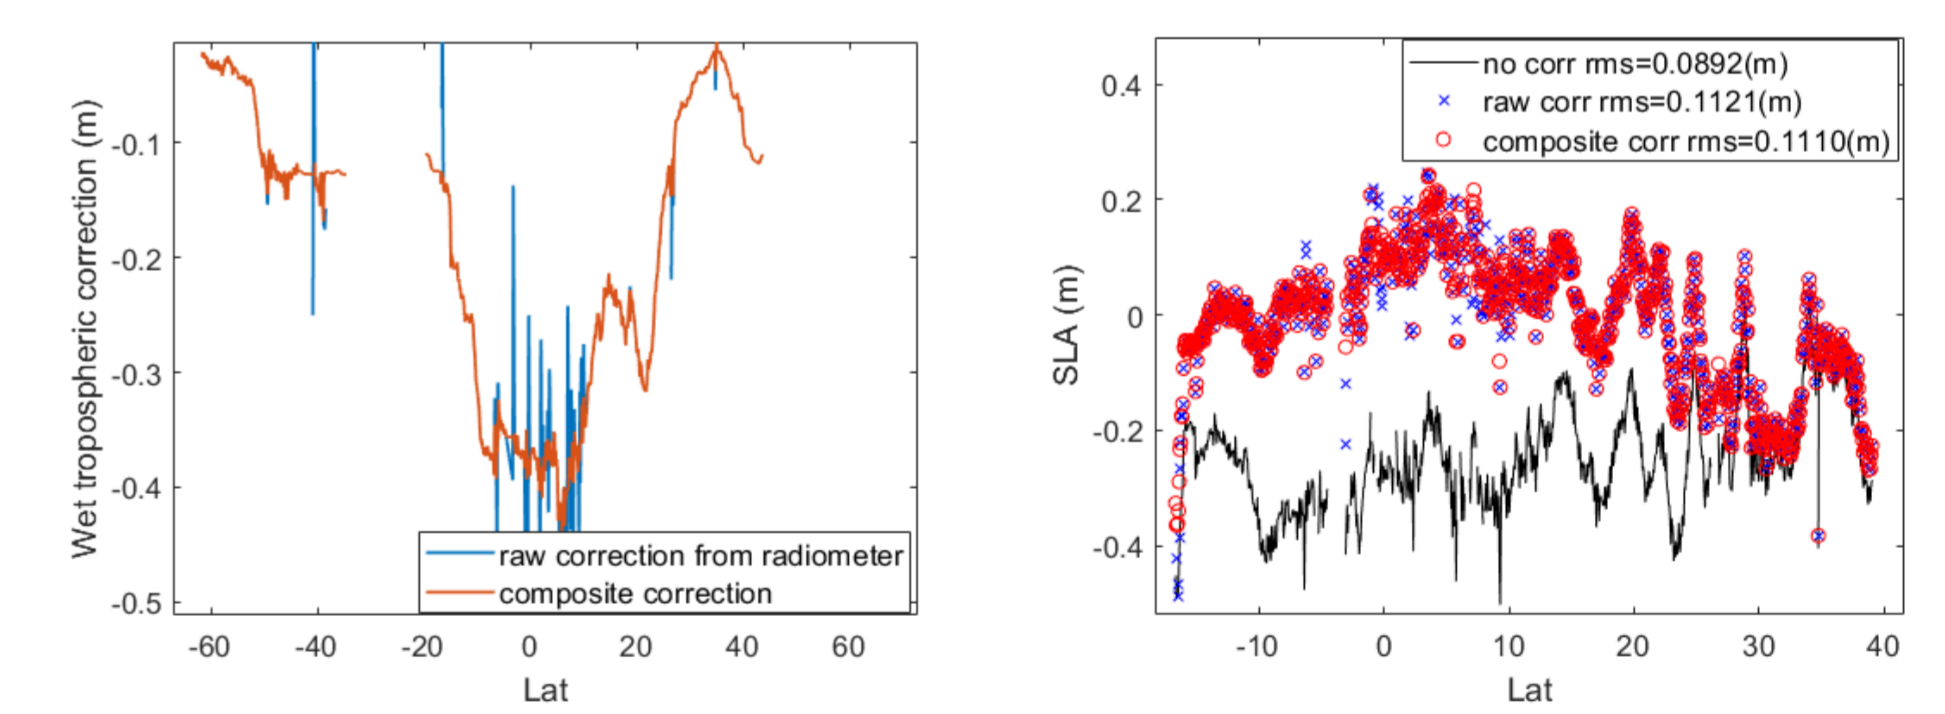 Wet tropospheric correction (m)
-0.1
-0.2
-0.3
-0.4
-0.5
raw correction from radiometer
composite correction
-60 -40 -20 0 20 40 60
Lat
SLA (m)
0.4
0.2
0
-0.2
-0.4
no corr rms=0.0892(m)
raw corr rms=0.1121(m)
composite corr rms=0.1110(m)
-10 0 10 20 30 40
Lat